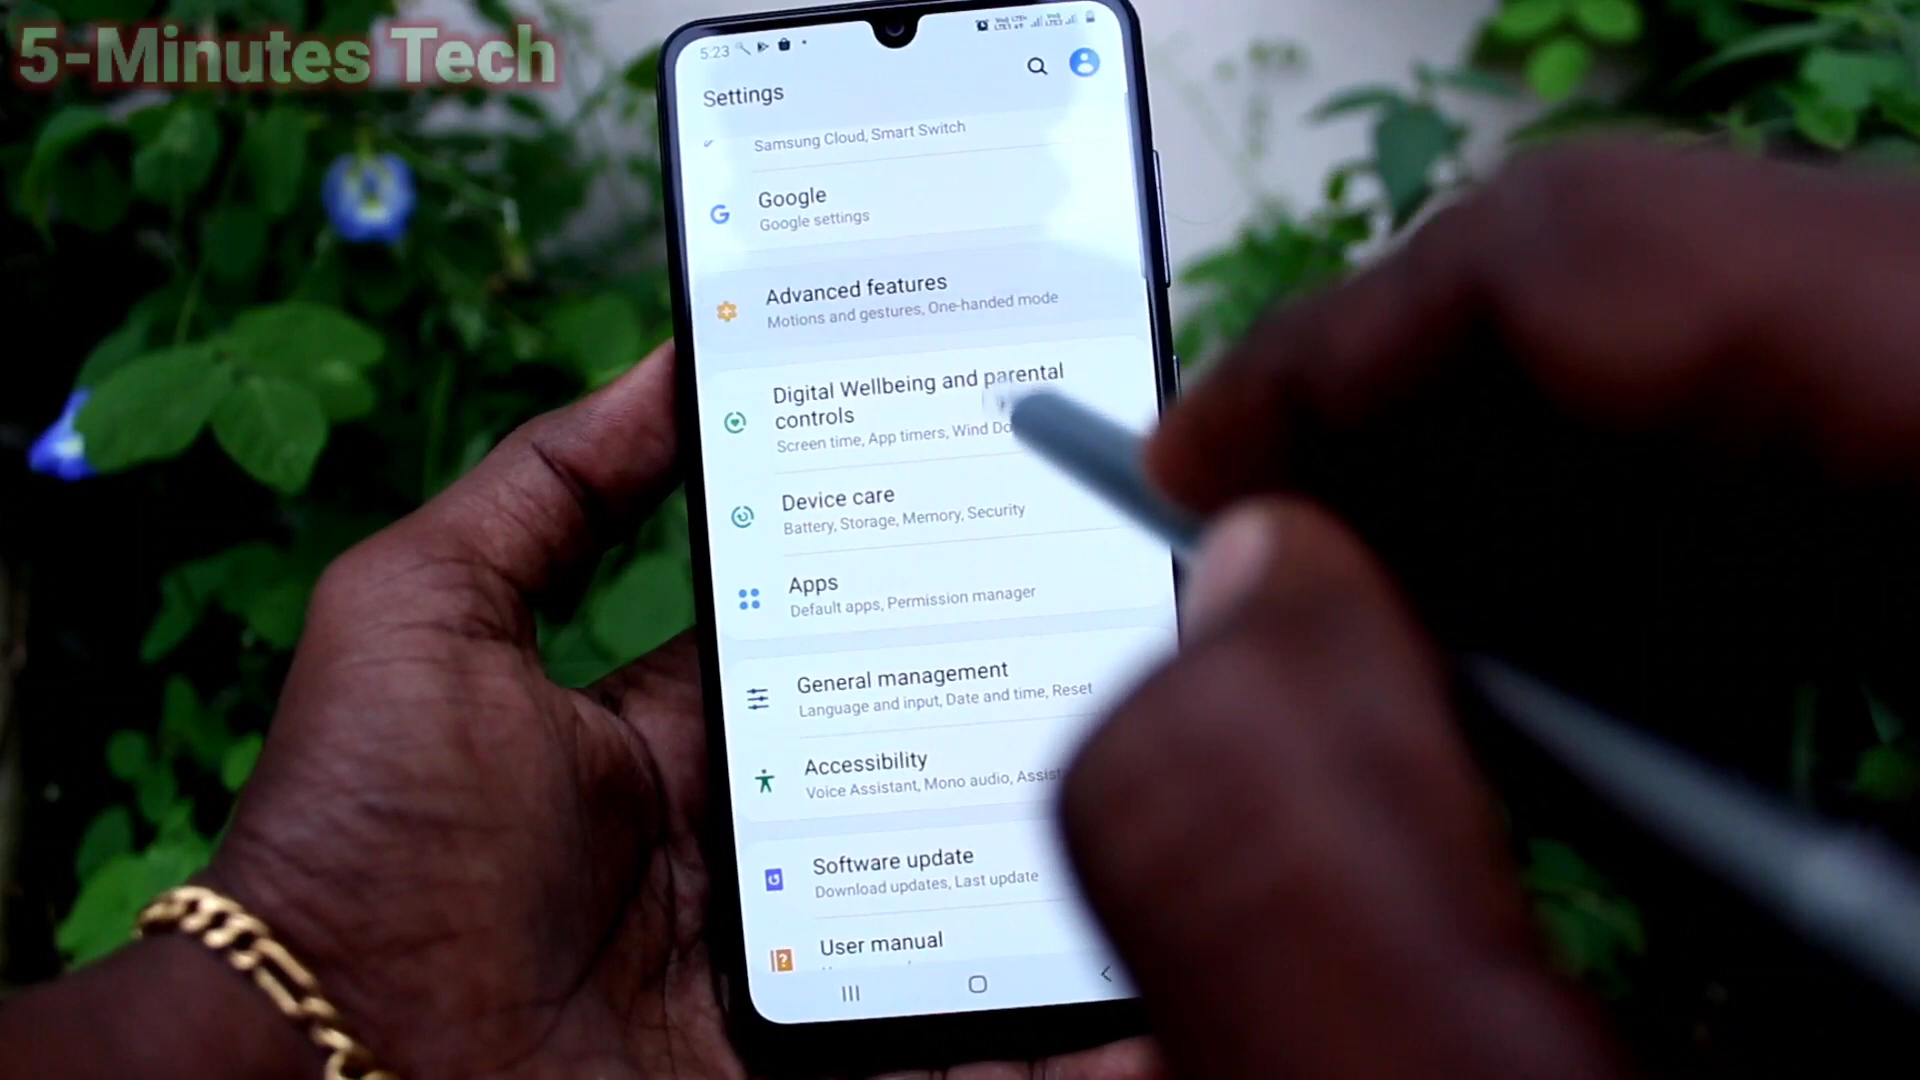 5-Minutes Tech
5:23
Settings
Samsung Cloud, Smart Switch
Google
Google settings
Advanced features
Motions and gestures, One-handed mode
Digital Wellbeing and parental
controls
Screen time, App timers, Wind Do
Device care
Battery, Storage, Memory, Security
Apps
Default apps, Permission manager
General management
Language and input, Date and time, Reset
Accessibility
Voice Assistant, Mono audio, Assist
Software update
Download updates, Last update
User manual